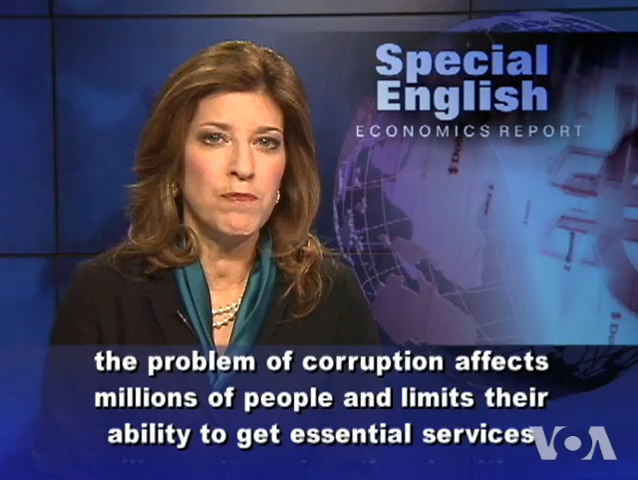 Special
English
ECONOMICS REPORT
the problem of corruption affects
millions of people and limits their
ability to get essential services
VOA